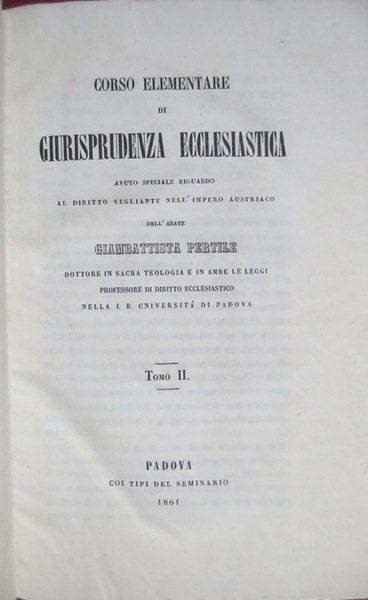 CORSO ELEMENTARE
DI
GIURISPRUDENZA ECCLESIASTICA
AVUTO SPECIALE RIGUARDO
AL DIRITTO VEGLIANTE NELL' IMPERO AUSTRIACO
DELL' ABATE
GIAMBATTISTA PERTILE
DOTTORE IN SACRA TEOLOGIA E IN AMBE LE LEGGI
PROFESSORE DI DIRITTO ECCLESIASTICO
NELLA I. R. UNIVERSITÁ DI PADOVA
TOMO II.
PADOVA
COI TIPI DEL SEMINARIO
1861